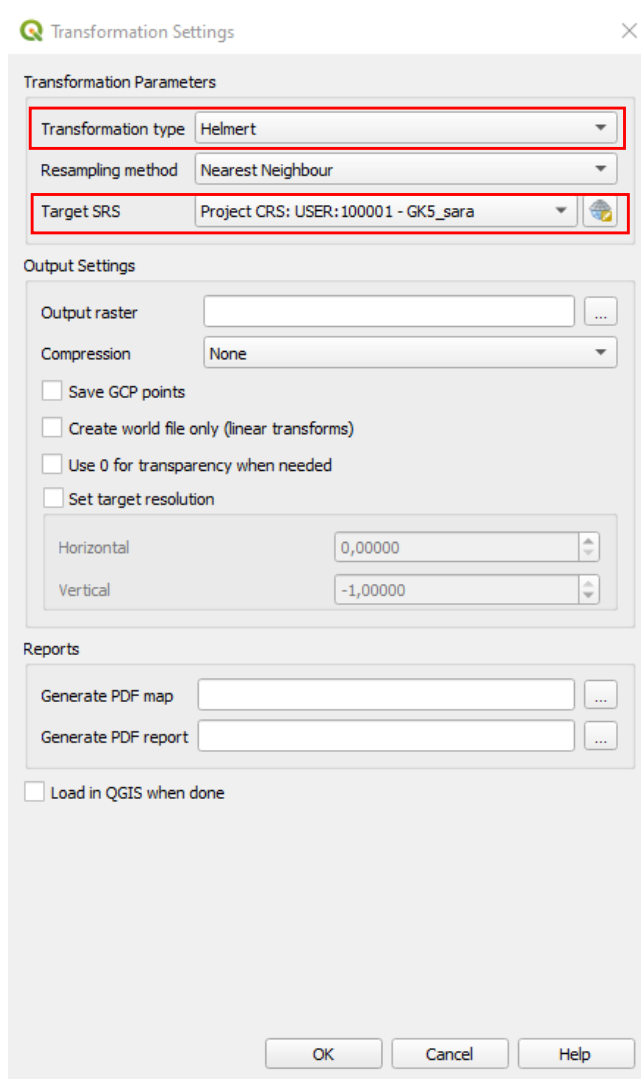 Transformation Settings
Transformation Parameters
Transformation type Helmert
Resampling method Nearest Neighbour
Target SRS Project CRS: USER:100001 - GK5_sara
Output Settings
Output raster ...
Compression None
Save GCP points
Create world file only (linear transforms)
Use 0 for transparency when needed
Set target resolution
Horizontal 0,00000
Vertical -1,00000
Reports
Generate PDF map ...
Generate PDF report ...
Load in QGIS when done
OK Cancel Help